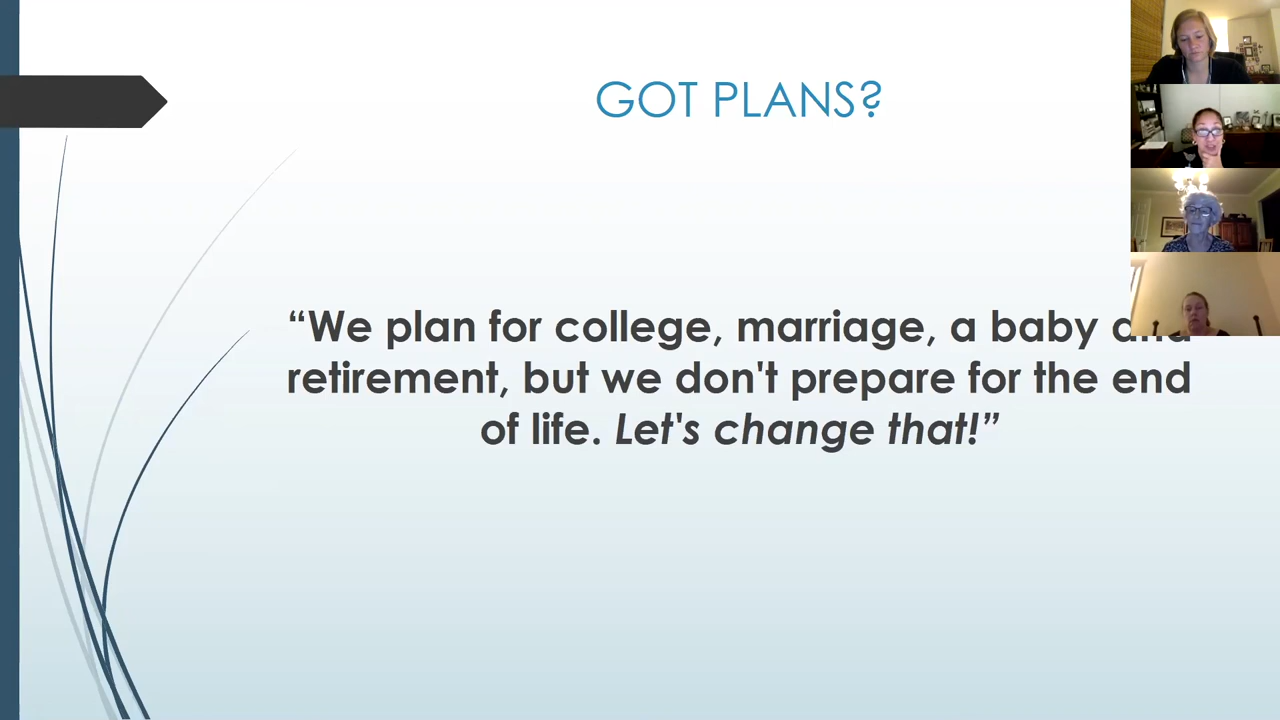 GOT PLANS?
“We plan for college, marriage, a baby and
retirement, but we don't prepare for the end
of life. Let's change that!”